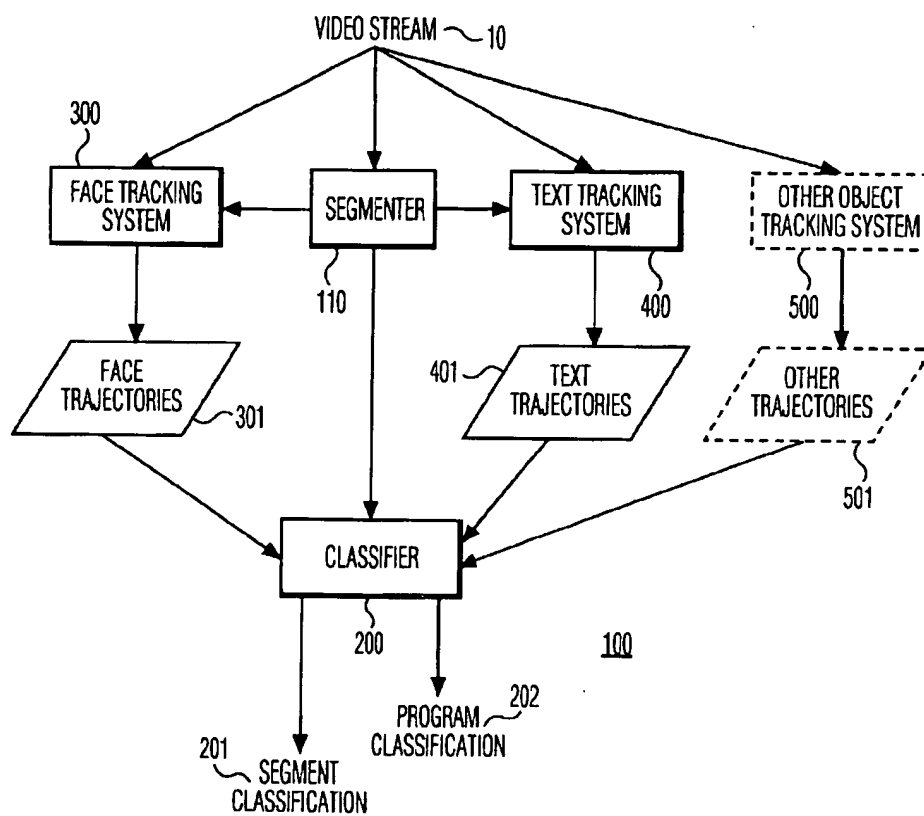 VIDEO STREAM 10
300
FACE TRACKING
SYSTEM
SEGMENTER
110
TEXT TRACKING
SYSTEM
400
OTHER OBJECT
TRACKING SYSTEM
500
FACE
TRAJECTORIES
301
401
TEXT
TRAJECTORIES
OTHER
TRAJECTORIES
501
CLASSIFIER
200
100
PROGRAM 202
CLASSIFICATION
201
SEGMENT
CLASSIFICATION